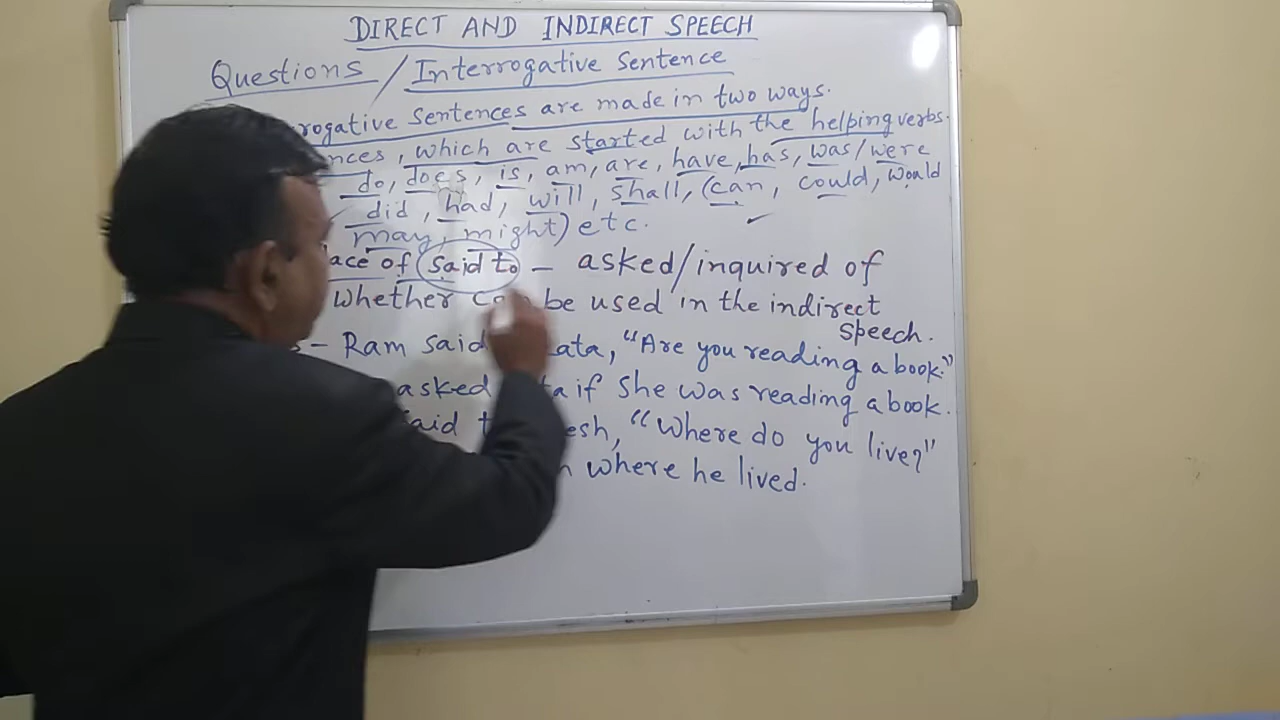 DIRECT AND INDIRECT SPEECH
Questions / Interrogative Sentence
rogative Sentences are made in two ways.
nces, which are started with the helping verbs.
do, does, is, am, are, have, has, was/were
did, had, will, shall, (can, could, would
may, might) etc.
lace of said to - asked/inquired of
whether be used in the indirect
speech.
- Ram said ata, "Are you reading a book."
asked ta if she was reading a book.
said t esh, "Where do you live?"
where he lived.